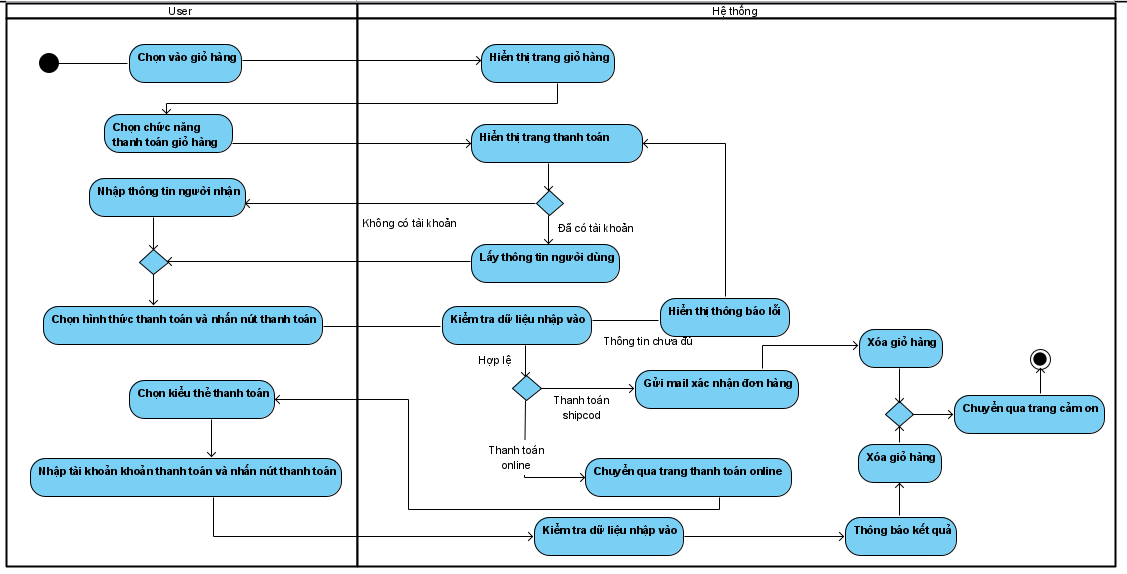 User
Hệ thống
Chọn vào giỏ hàng
Hiển thị trang giỏ hàng
Chọn chức năng
thanh toán giỏ hàng
Hiển thị trang thanh toán
Nhập thông tin người nhận
Không có tài khoản
Đã có tài khoản
Lấy thông tin người dùng
Chọn hình thức thanh toán và nhấn nút thanh toán
Kiểm tra dữ liệu nhập vào
Hiển thị thông báo lỗi
Thông tin chưa đủ
Hợp lệ
Xóa giỏ hàng
Chọn kiểu thẻ thanh toán
Thanh toán
shipcod
Gửi mail xác nhận đơn hàng
Chuyển qua trang cảm on
Thanh toán
online
Nhập tài khoản khoản thanh toán và nhấn nút thanh toán
Chuyển qua trang thanh toán online
Xóa giỏ hàng
Kiểm tra dữ liệu nhập vào
Thông báo kết quả